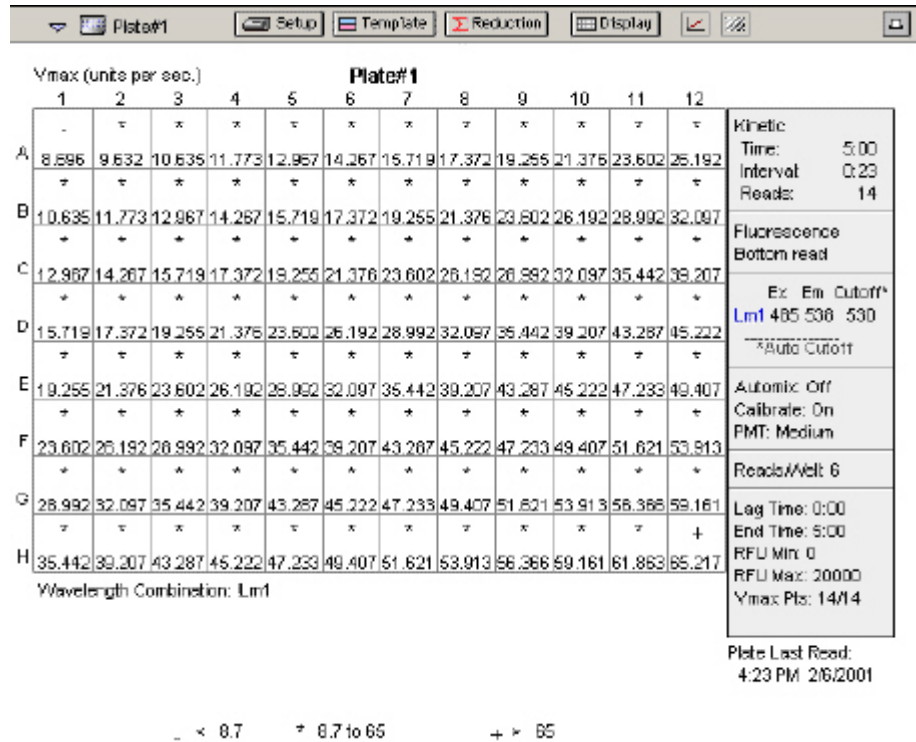 Plate#1 Setup Template Reduction Display
Vmax (units per sec.) Plate#1
1 2 3 4 5 6 7 8 9 10 11 12
- * * * * * * * * * * *
A 8.696 9.632 10.635 11.773 12.967 14.267 15.719 17.372 19.255 21.376 23.602 26.192
* * * * * * * * * * * *
B 10.635 11.773 12.967 14.267 15.719 17.372 19.255 21.376 23.602 26.192 28.992 32.097
* * * * * * * * * * * *
C 12.967 14.267 15.719 17.372 19.255 21.376 23.602 26.192 28.992 32.097 35.442 39.207
* * * * * * * * * * * *
D 15.719 17.372 19.255 21.376 23.602 26.192 28.992 32.097 35.442 39.207 43.287 45.222
* * * * * * * * * * * *
E 19.255 21.376 23.602 26.192 28.992 32.097 35.442 39.207 43.287 45.222 47.233 49.407
* * * * * * * * * * * *
F 23.602 26.192 28.992 32.097 35.442 39.207 43.287 45.222 47.233 49.407 51.621 53.913
* * * * * * * * * * * *
G 28.992 32.097 35.442 39.207 43.287 45.222 47.233 49.407 51.621 53.913 56.366 59.161
* * * * * * * * * * * +
H 35.442 39.207 43.287 45.222 47.233 49.407 51.621 53.913 56.366 59.161 61.863 65.217
Wavelength Combination: !Lm1
Kinetic
Time: 5:00
Interval: 0:23
Reads: 14
Fluorescence
Bottom read
Ex Em Cutoff*
Lm1 485 538 530
*Auto Cutoff
Automix: Off
Calibrate: On
PMT: Medium
Reads/Well: 6
Lag Time: 0:00
End Time: 5:00
RFU Min: 0
RFU Max: 20000
Vmax Pts: 14/14
Plate Last Read:
4:23 PM 2/6/2001
- < 8.7 * 8.7 to 65 + > 65